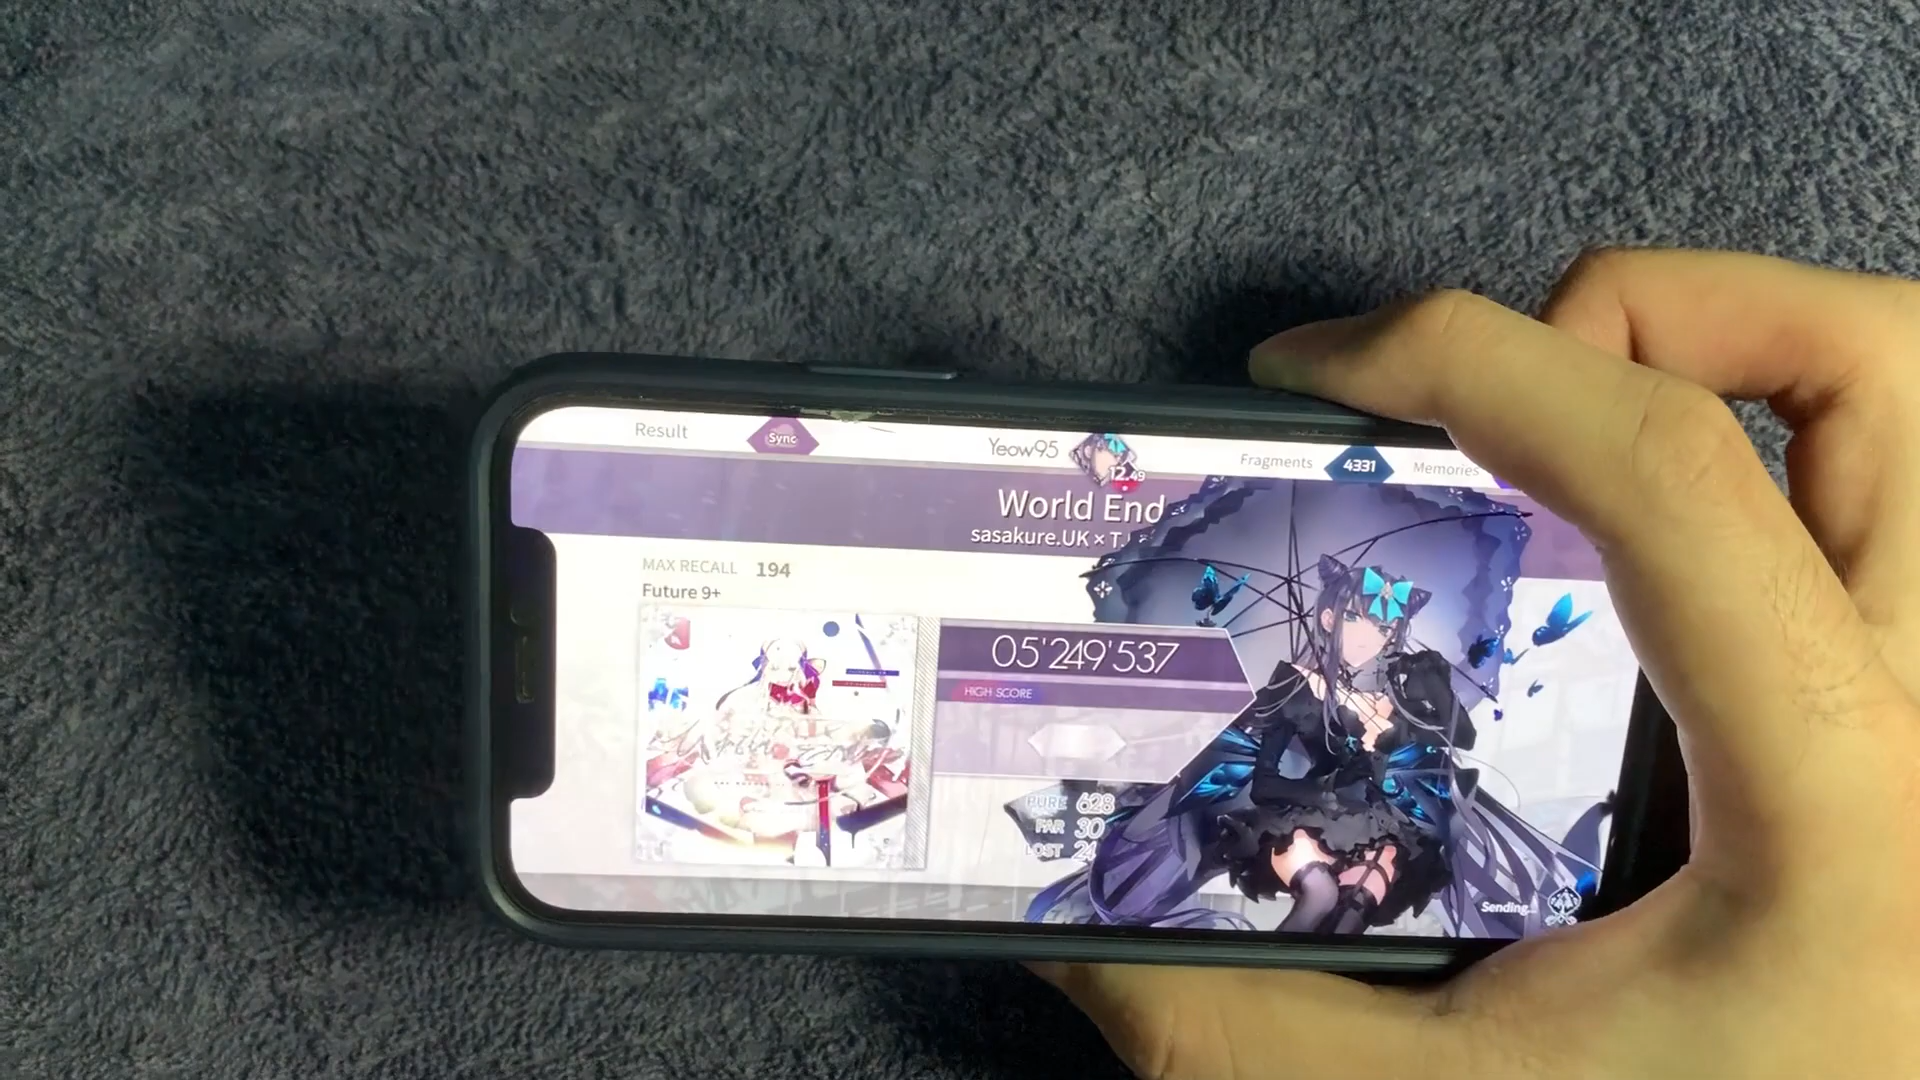 Result
Sync
Yeow95
12.49
Fragments
4331
Memories
World End
sasakure.UK × T.
MAX RECALL 194
Future 9+
05'249'537
HIGH SCORE
PURE 628
FAR 30
LOST 24
Sending...